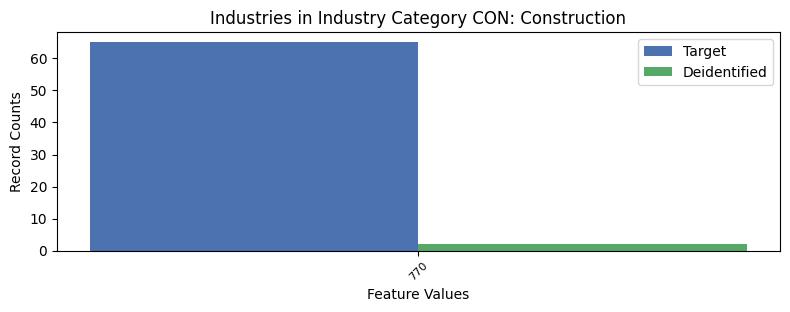 Industries in Industry Category CON: Construction
Target
Deidentified
Record Counts
60
50
40
30
20
10
0
770
Feature Values